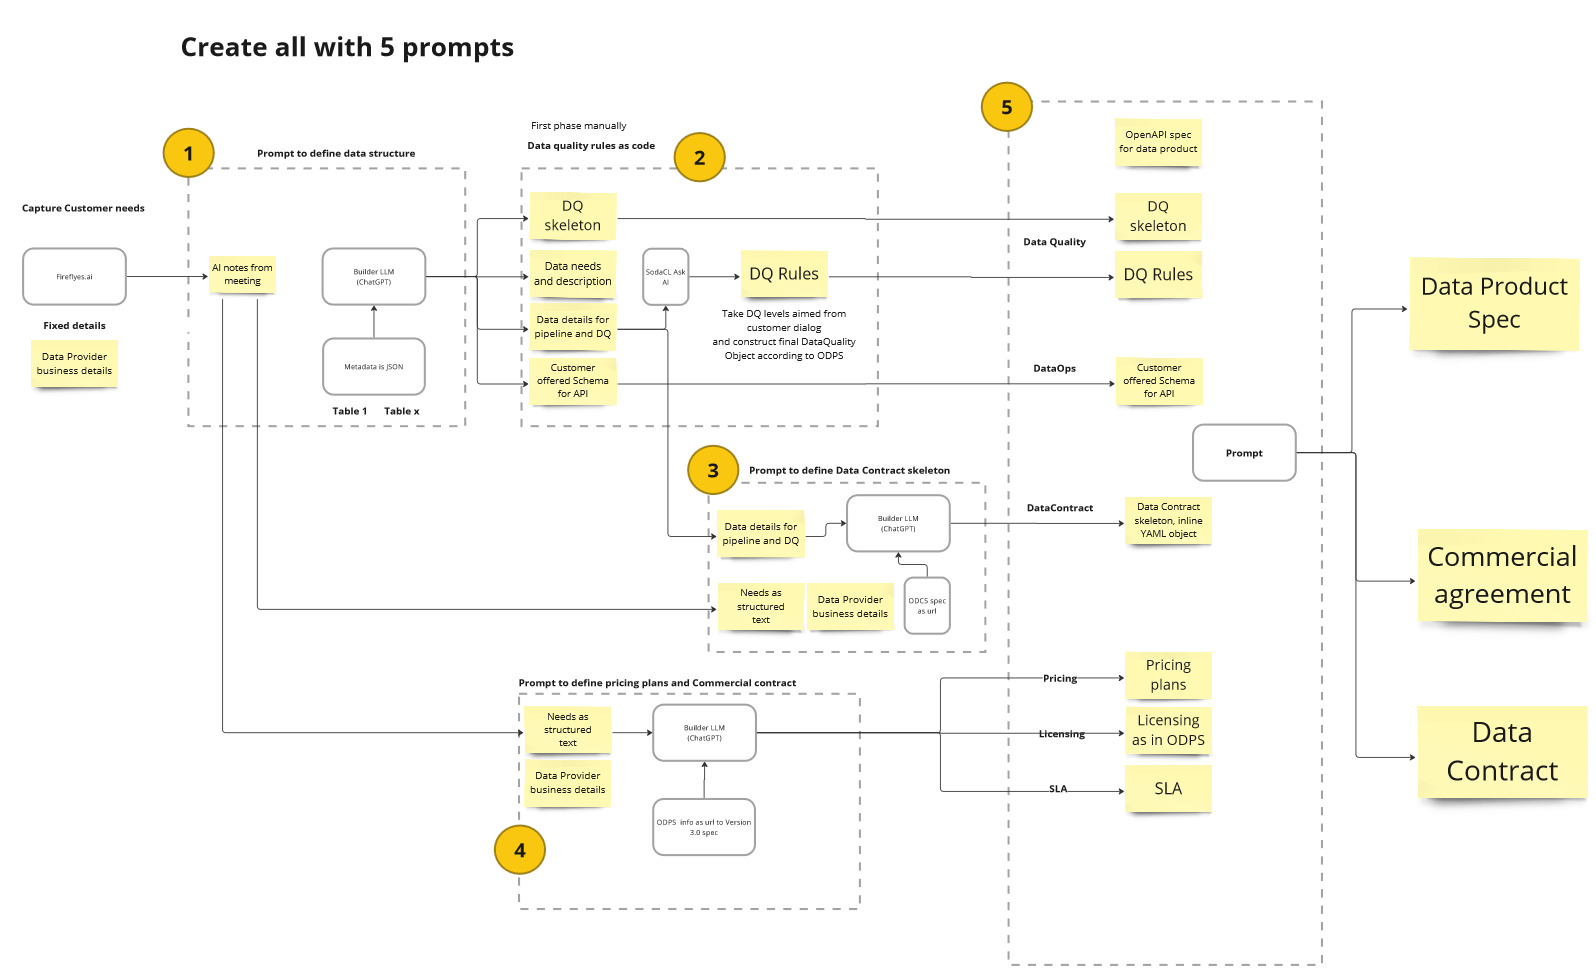 Create all with 5 prompts
Capture Customer needs
Fireflyes.ai
Fixed details
Data Provider
business details
1
Prompt to define data structure
AI notes from
meeting
Builder LLM
(ChatGPT)
Metadata is JSON
Table 1
Table x
First phase manually
Data quality rules as code
2
DQ
skeleton
Data needs
and description
Data details for
pipeline and DQ
Customer
offered Schema
for API
SodaCL Ask
AI
DQ Rules
Take DQ levels aimed from
customer dialog
and construct final DataQuality
Object according to ODPS
3
Prompt to define Data Contract skeleton
Data details for
pipeline and DQ
Builder LLM
(ChatGPT)
Needs as
structured
text
Data Provider
business details
ODCS spec
as url
Prompt to define pricing plans and Commercial contract
Needs as
structured
text
Builder LLM
(ChatGPT)
Data Provider
business details
ODPS info as url to Version
3.0 spec
4
5
OpenAPI spec
for data product
DQ
skeleton
Data Quality
DQ Rules
DataOps
Customer
offered Schema
for API
Prompt
DataContract
Data Contract
skeleton, inline
YAML object
Pricing
Pricing
plans
Licensing
Licensing
as in ODPS
SLA
SLA
Data Product
Spec
Commercial
agreement
Data
Contract